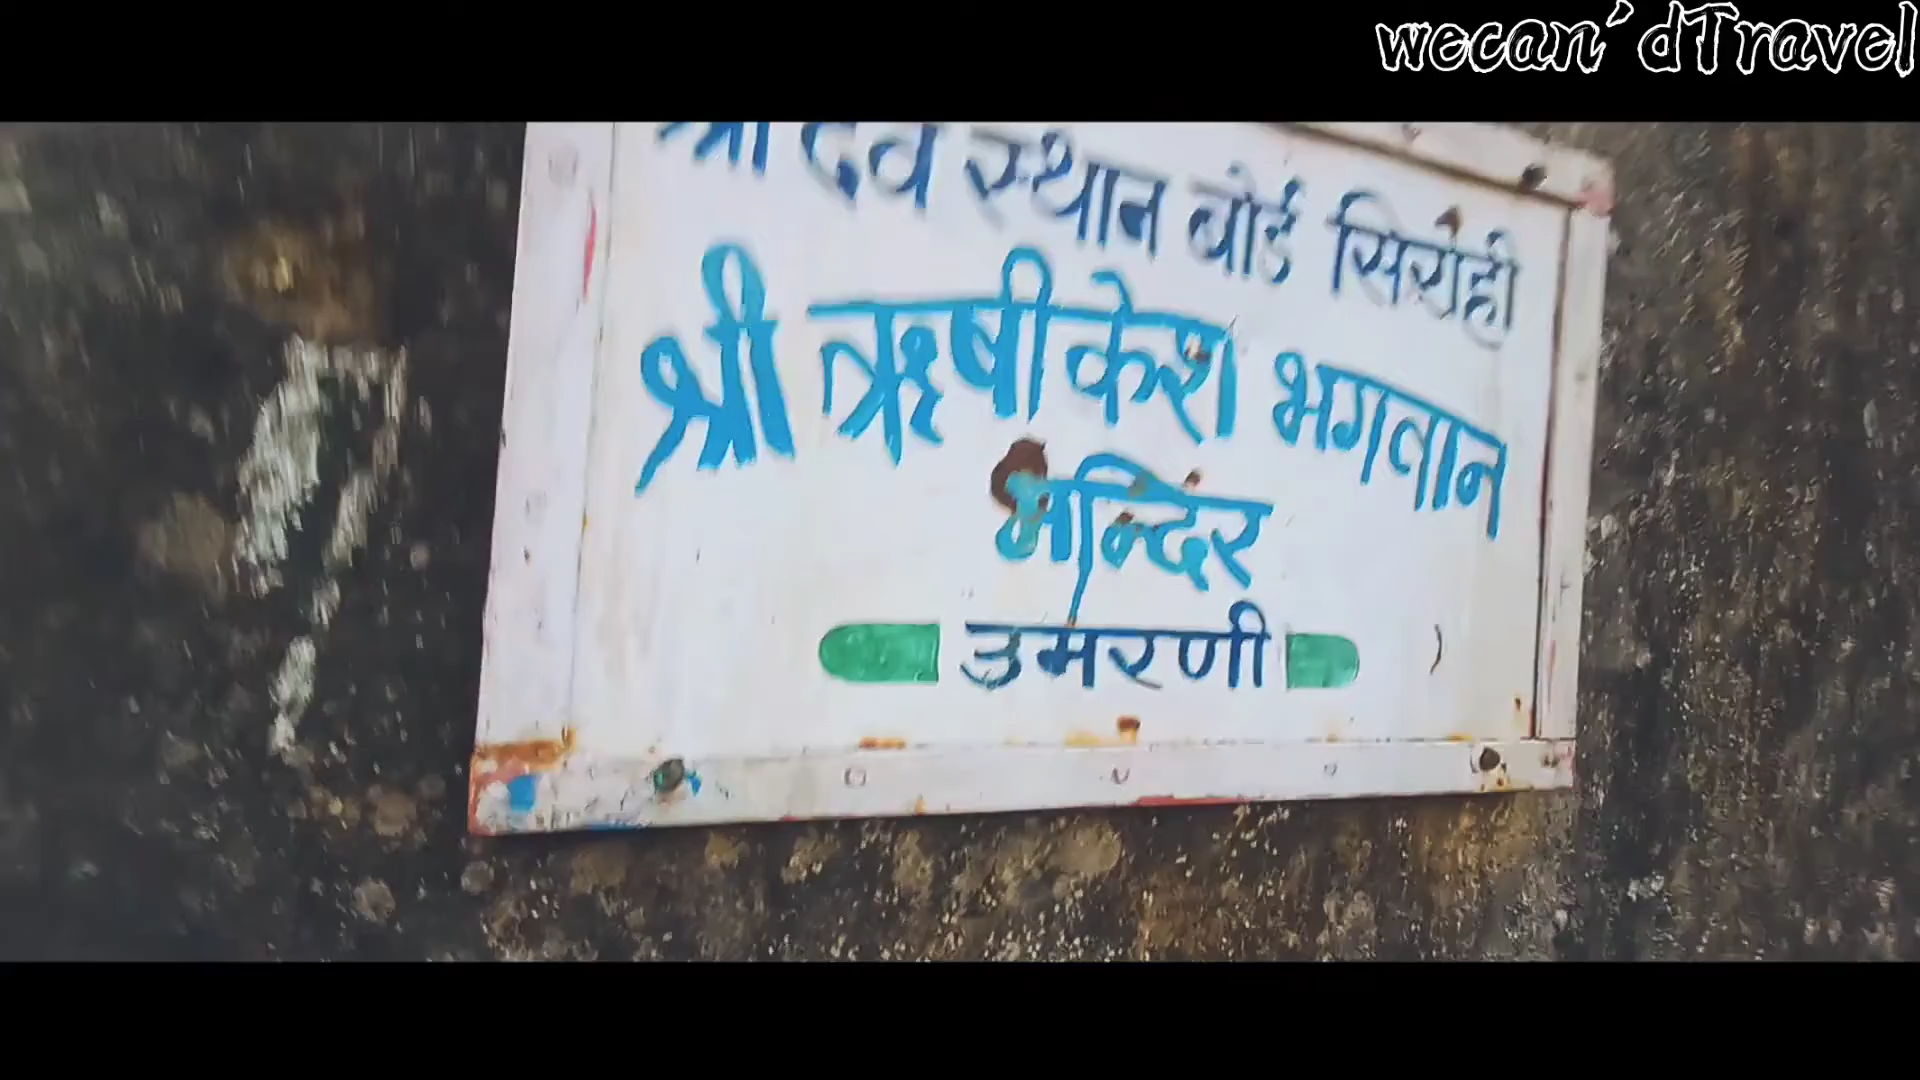 wecan'dTravel
श्री देव स्थान बोर्ड सिरोही
श्री ऋषीकेश भगवान
मन्दिर
उमरणी